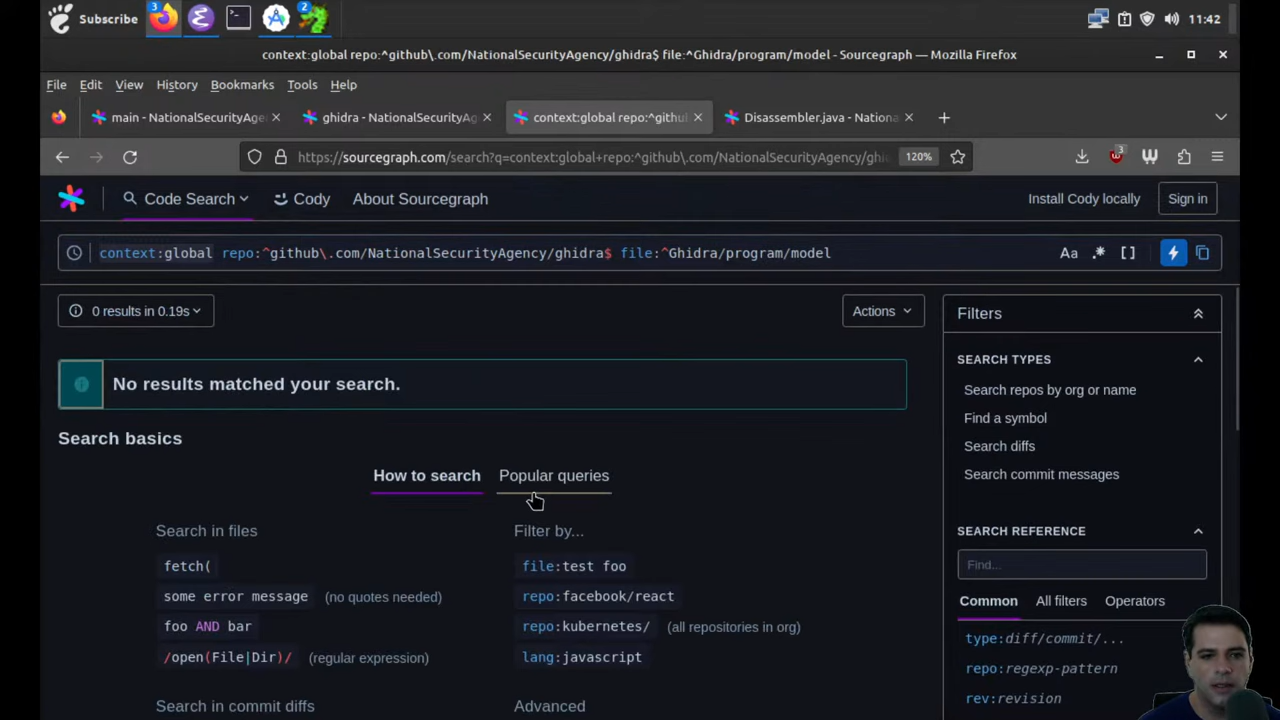 3
2
Subscribe
11:42
context:global repo:^github\.com/NationalSecurityAgency/ghidra$ file:^Ghidra/program/model - Sourcegraph — Mozilla Firefox
File Edit View History Bookmarks Tools Help
main - NationalSecurityAge
ghidra - NationalSecurityAg
context:global repo:^githu
Disassembler.java - Nationa
https://sourcegraph.com/search?q=context:global+repo:^github\.com/NationalSecurityAgency/ghi
120%
3
Code Search
Cody
About Sourcegraph
Install Cody locally
Sign in
context:global repo:^github\.com/NationalSecurityAgency/ghidra$ file:^Ghidra/program/model
Aa .* []
0 results in 0.19s
Actions
No results matched your search.
Search basics
How to search
Popular queries
Search in files
fetch(
some error message (no quotes needed)
foo AND bar
/open(File|Dir)/ (regular expression)
Search in commit diffs
Filter by...
file:test foo
repo:facebook/react
repo:kubernetes/ (all repositories in org)
lang:javascript
Advanced
Filters
SEARCH TYPES
Search repos by org or name
Find a symbol
Search diffs
Search commit messages
SEARCH REFERENCE
Find...
Common All filters Operators
type:diff/commit/...
repo:regexp-pattern
rev:revision